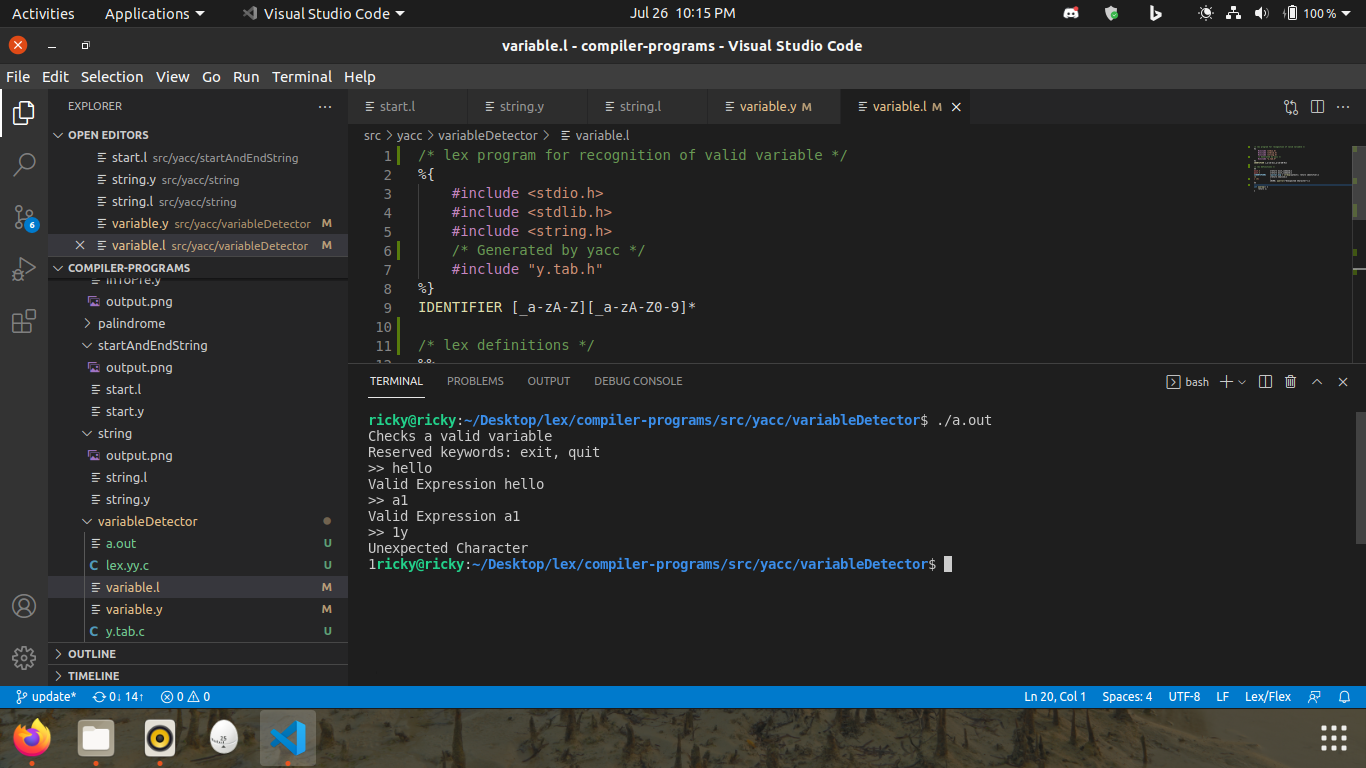 Activities Applications Visual Studio Code Jul 26 10:15 PM 100 %
variable.l - compiler-programs - Visual Studio Code
File Edit Selection View Go Run Terminal Help
EXPLORER
OPEN EDITORS
start.l src/yacc/startAndEndString
string.y src/yacc/string
string.l src/yacc/string
variable.y src/yacc/variableDetector M
variable.l src/yacc/variableDetector M
6
COMPILER-PROGRAMS
output.png
palindrome
startAndEndString
output.png
start.l
start.y
string
output.png
string.l
string.y
variableDetector
a.out U
C lex.yy.c U
variable.l M
variable.y M
C y.tab.c U
OUTLINE
TIMELINE
start.l string.y string.l variable.y M variable.l M
src yacc variableDetector variable.l
1 /* lex program for recognition of valid variable */
2 %{
3 #include <stdio.h>
4 #include <stdlib.h>
5 #include <string.h>
6 /* Generated by yacc */
7 #include "y.tab.h"
8 %}
9 IDENTIFIER [_a-zA-Z][_a-zA-Z0-9]*
10
11 /* lex definitions */
12 %%
TERMINAL PROBLEMS OUTPUT DEBUG CONSOLE bash
ricky@ricky:~/Desktop/lex/compiler-programs/src/yacc/variableDetector$ ./a.out
Checks a valid variable
Reserved keywords: exit, quit
>> hello
Valid Expression hello
>> a1
Valid Expression a1
>> 1y
Unexpected Character
1ricky@ricky:~/Desktop/lex/compiler-programs/src/yacc/variableDetector$
update* 0↓ 14↑ 0 0 Ln 20, Col 1 Spaces: 4 UTF-8 LF Lex/Flex